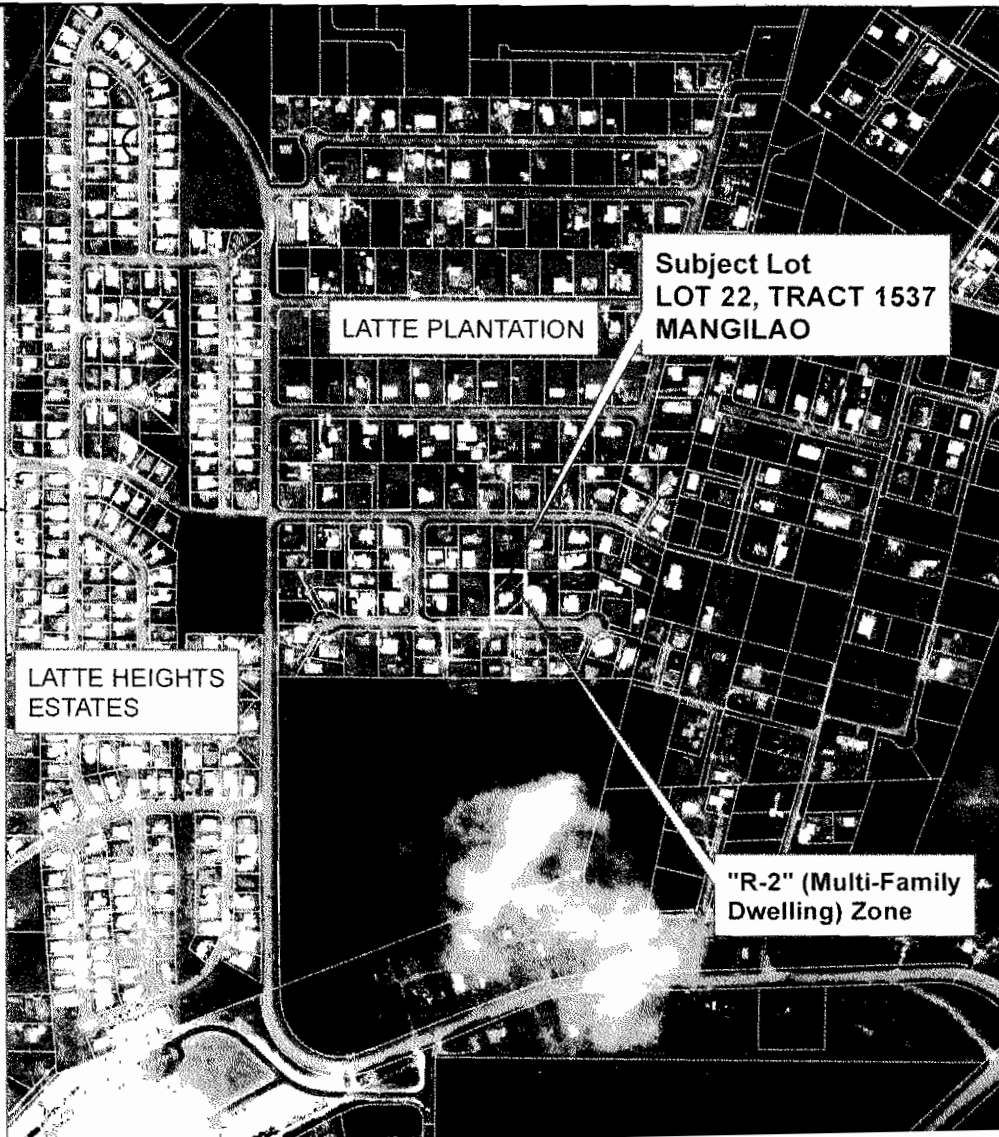 Subject Lot
LOT 22, TRACT 1537
MANGILAO
LATTE PLANTATION
LATTE HEIGHTS
ESTATES
"R-2" (Multi-Family
Dwelling) Zone